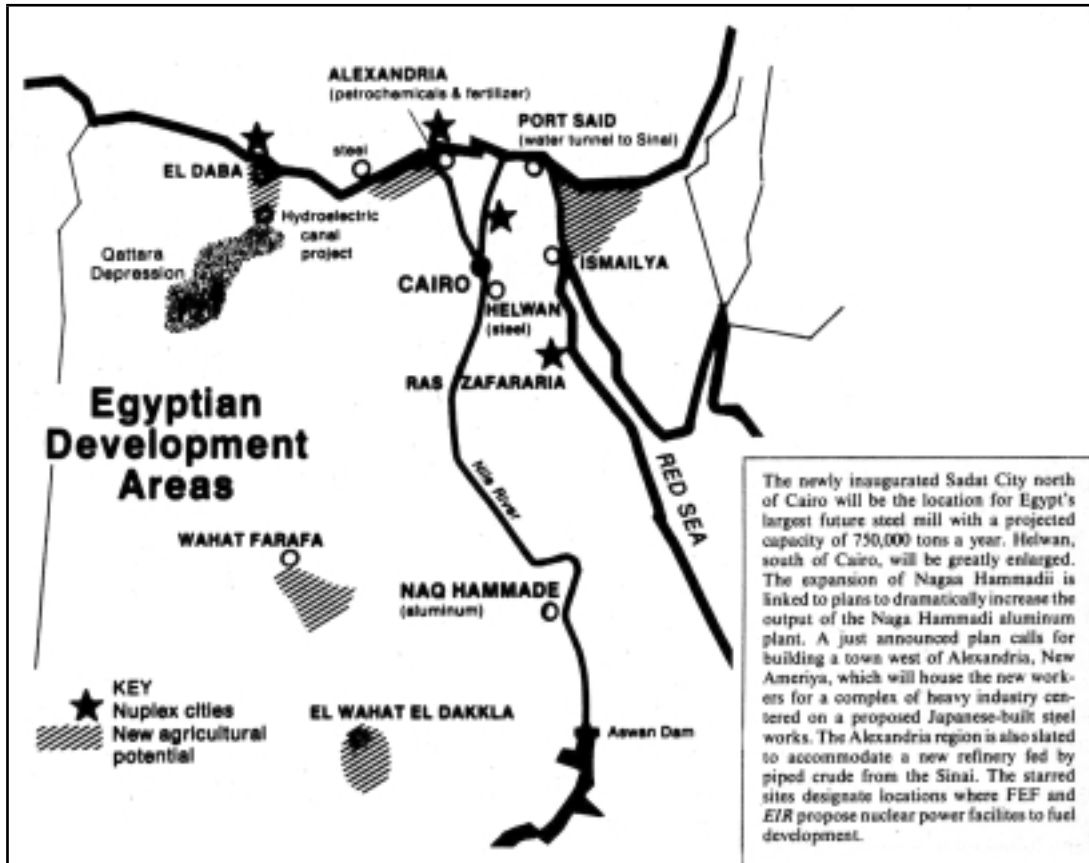 ALEXANDRIA
(petrochemicals & fertilizer)
PORT SAID
(water tunnel to Sinai)
steel
EL DABA
Hydroelectric
canal
project
Qattara
Depression
ISMAILYA
CAIRO
HELWAN
(steel)
RAS ZAFARARIA
Egyptian
Development
Areas
Nile River
RED SEA
WAHAT FARAFA
NAQ HAMMADE
(aluminum)
KEY
Nuplex cities
New agricultural
potential
EL WAHAT EL DAKKLA
Aswan Dam
The newly inaugurated Sadat City north
of Cairo will be the location for Egypt's
largest future steel mill with a projected
capacity of 750,000 tons a year. Helwan,
south of Cairo, will be greatly enlarged.
The expansion of Nagaa Hammadii is
linked to plans to dramatically increase the
output of the Naga Hammadi aluminum
plant. A just announced plan calls for
building a town west of Alexandria, New
Ameriya, which will house the new work-
ers for a complex of heavy industry cen-
tered on a proposed Japanese-built steel
works. The Alexandria region is also slated
to accommodate a new refinery fed by
piped crude from the Sinai. The starred
sites designate locations where FEF and
EIR propose nuclear power facilites to fuel
development.